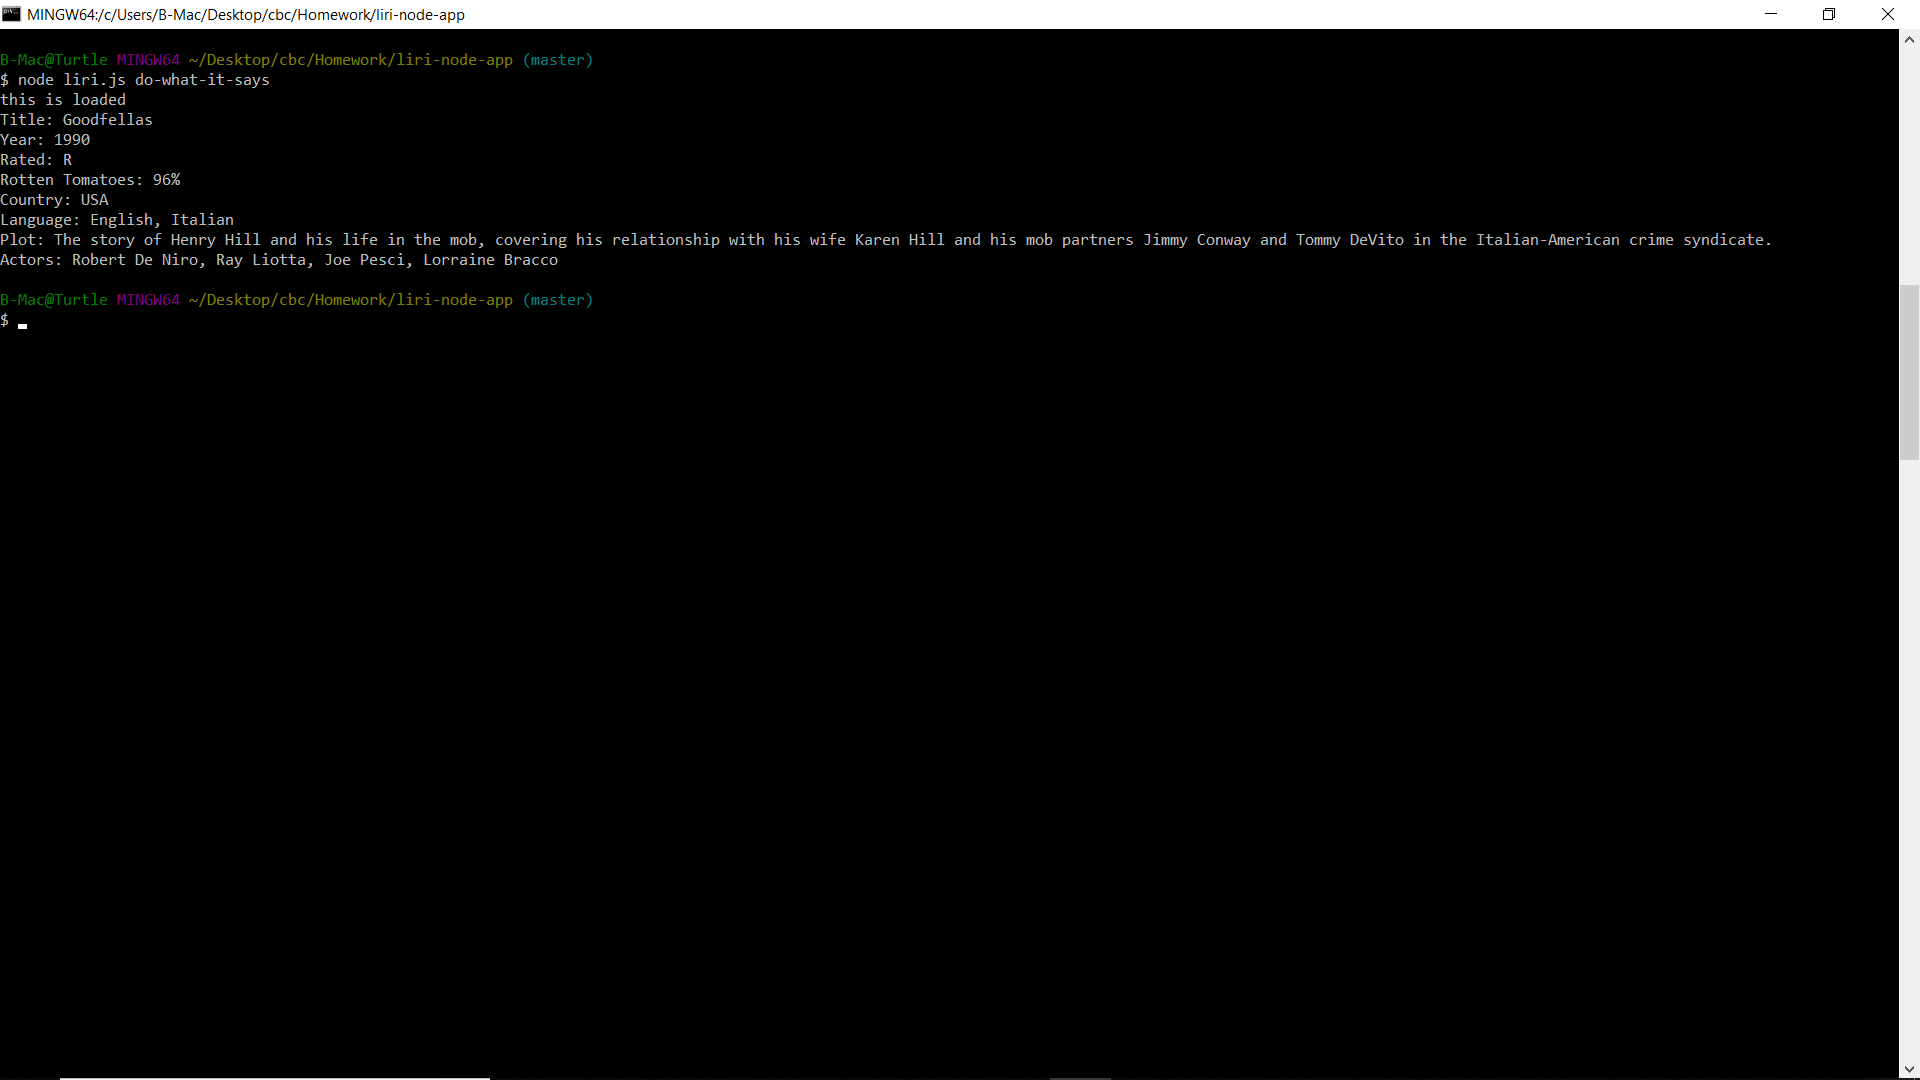 MINGW64:/c/Users/B-Mac/Desktop/cbc/Homework/liri-node-app
B-Mac@Turtle MINGW64 ~/Desktop/cbc/Homework/liri-node-app (master)
$ node liri.js do-what-it-says
this is loaded
Title: Goodfellas
Year: 1990
Rated: R
Rotten Tomatoes: 96%
Country: USA
Language: English, Italian
Plot: The story of Henry Hill and his life in the mob, covering his relationship with his wife Karen Hill and his mob partners Jimmy Conway and Tommy DeVito in the Italian-American crime syndicate.
Actors: Robert De Niro, Ray Liotta, Joe Pesci, Lorraine Bracco
B-Mac@Turtle MINGW64 ~/Desktop/cbc/Homework/liri-node-app (master)
$